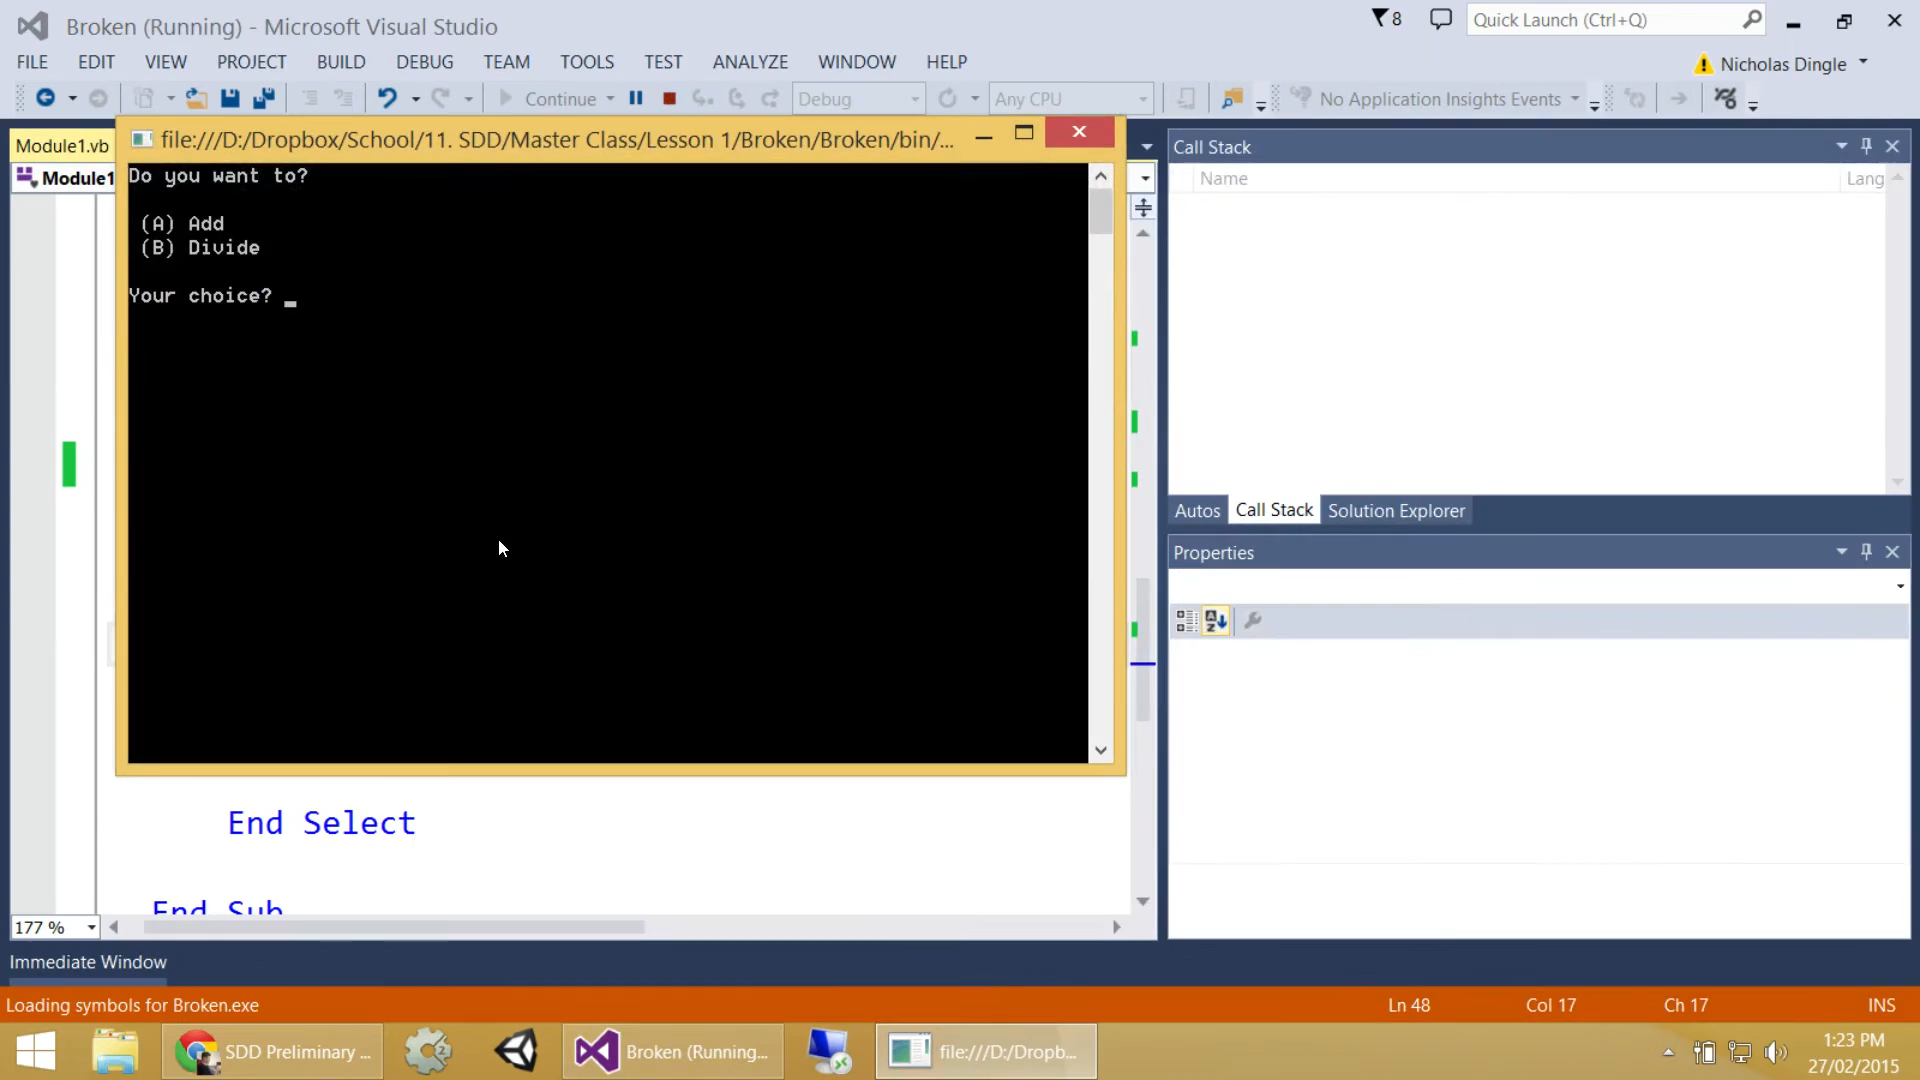 Broken (Running) - Microsoft Visual Studio
8
Quick Launch (Ctrl+Q)
FILE EDIT VIEW PROJECT BUILD DEBUG TEAM TOOLS TEST ANALYZE WINDOW HELP
Nicholas Dingle
Continue
Debug
Any CPU
No Application Insights Events
Module1.vb
Module1
file:///D:/Dropbox/School/11. SDD/Master Class/Lesson 1/Broken/Broken/bin/...
Do you want to?
(A) Add
(B) Divide
Your choice? _
End Select
End Sub
177 %
Call Stack
Name
Lang
Autos Call Stack Solution Explorer
Properties
Immediate Window
Loading symbols for Broken.exe
Ln 48
Col 17
Ch 17
INS
SDD Preliminary ...
Broken (Running...
file:///D:/Dropb...
1:23 PM
27/02/2015